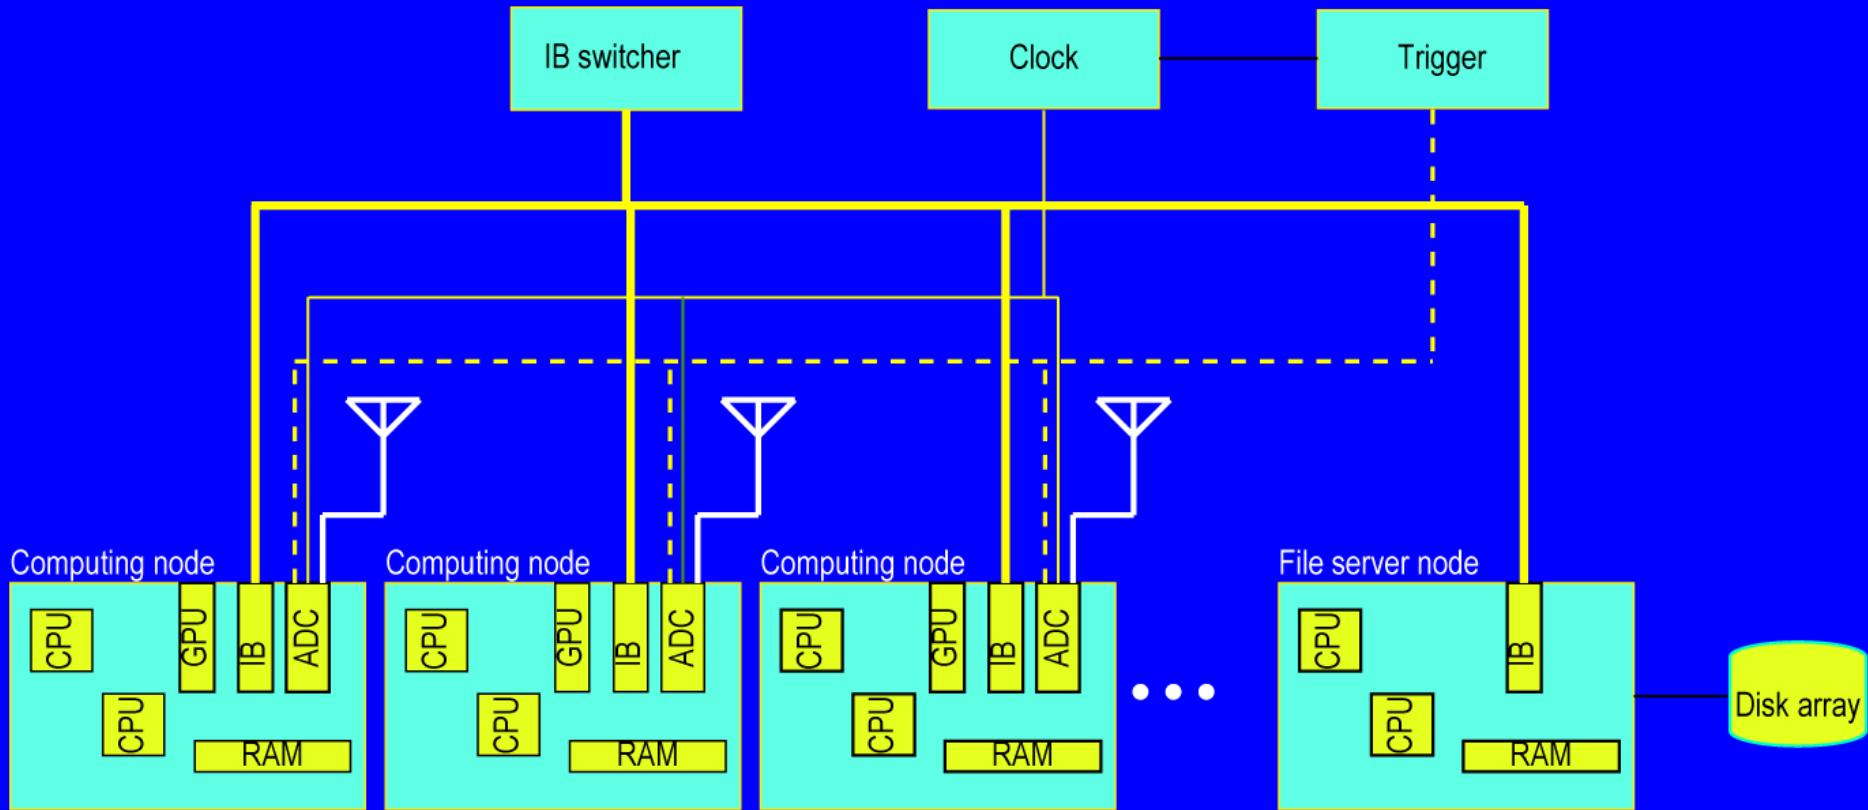 IB switcher
Clock
Trigger
Computing node
Computing node
Computing node
File server node
CPU
GPU
IB
ADC
CPU
RAM
CPU
GPU
IB
ADC
CPU
RAM
CPU
GPU
IB
ADC
CPU
RAM
CPU
IB
CPU
RAM
Disk array